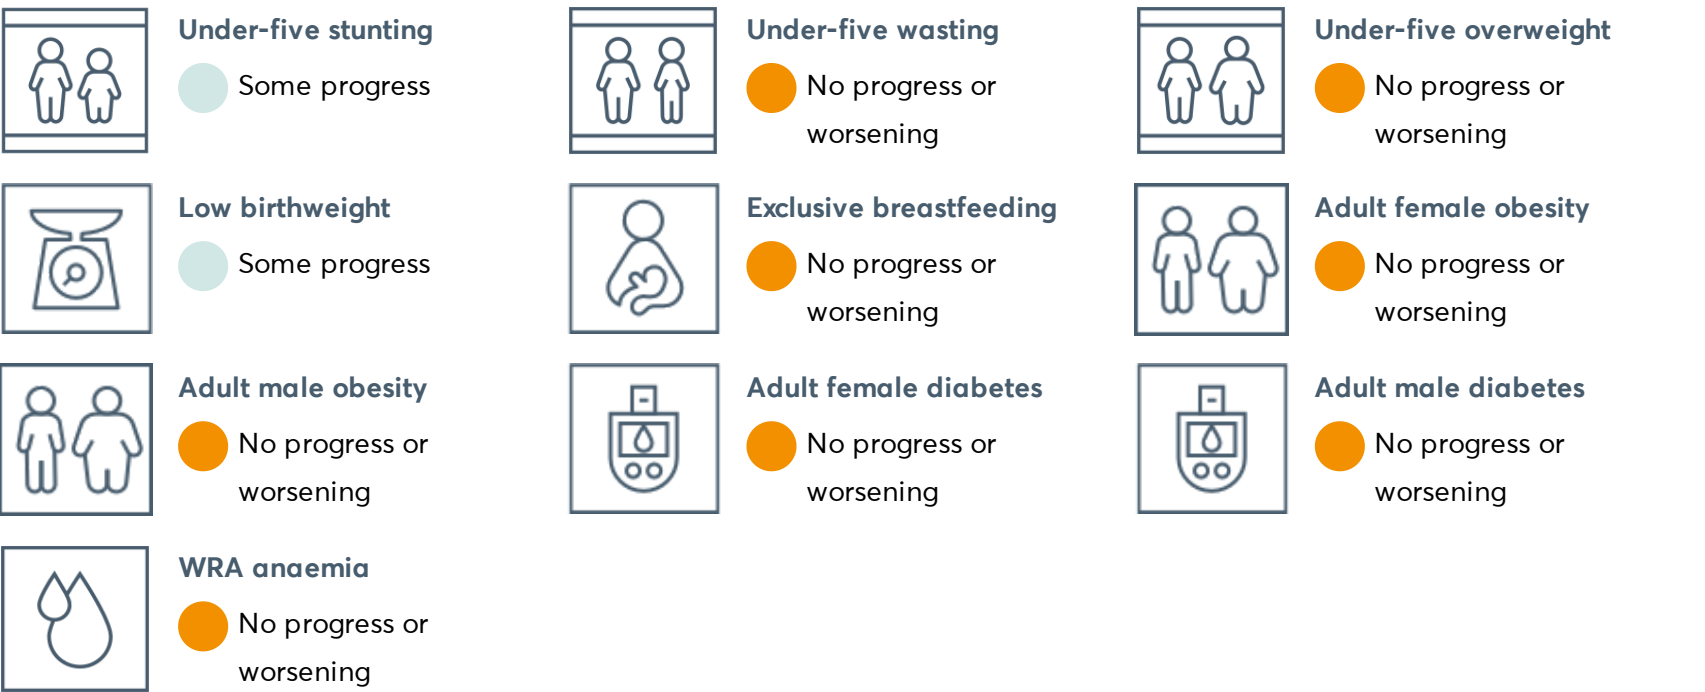 Under-five stunting
Some progress
Under-five wasting
No progress or
worsening
Under-five overweight
No progress or
worsening
Low birthweight
Some progress
Exclusive breastfeeding
No progress or
worsening
Adult female obesity
No progress or
worsening
Adult male obesity
No progress or
worsening
Adult female diabetes
No progress or
worsening
Adult male diabetes
No progress or
worsening
WRA anaemia
No progress or
worsening